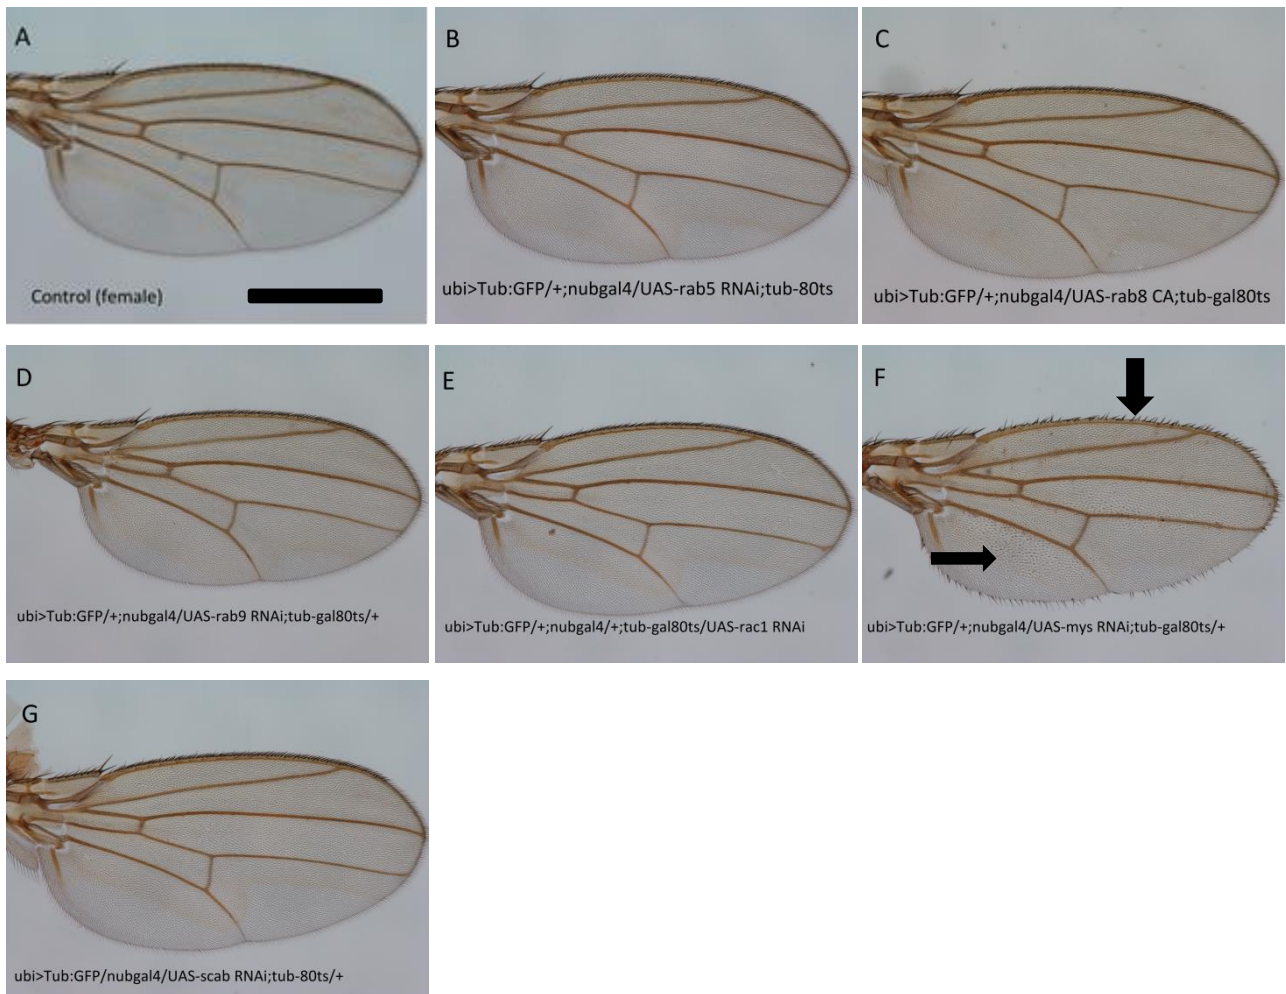 A
Control (female)
B
ubi>Tub:GFP/+;nubgal4/UAS-rab5 RNAi;tub-80ts
C
ubi>Tub:GFP/+;nubgal4/UAS-rab8 CA;tub-gal80ts
D
ubi>Tub:GFP/+;nubgal4/UAS-rab9 RNAi;tub-gal80ts/+
E
ubi>Tub:GFP/+;nubgal4/+;tub-gal80ts/UAS-rac1 RNAi
F
ubi>Tub:GFP/+;nubgal4/UAS-mys RNAi;tub-gal80ts/+
G
ubi>Tub:GFP/nubgal4/UAS-scab RNAi;tub-80ts/+